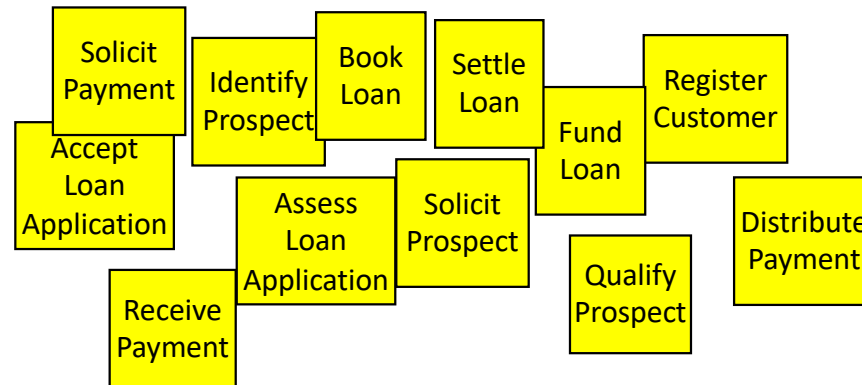 Solicit
Payment
Identify
Prospect
Book
Loan
Settle
Loan
Register
Customer
Fund
Loan
Accept
Loan
Application
Assess
Loan
Application
Solicit
Prospect
Distribute
Payment
Qualify
Prospect
Receive
Payment